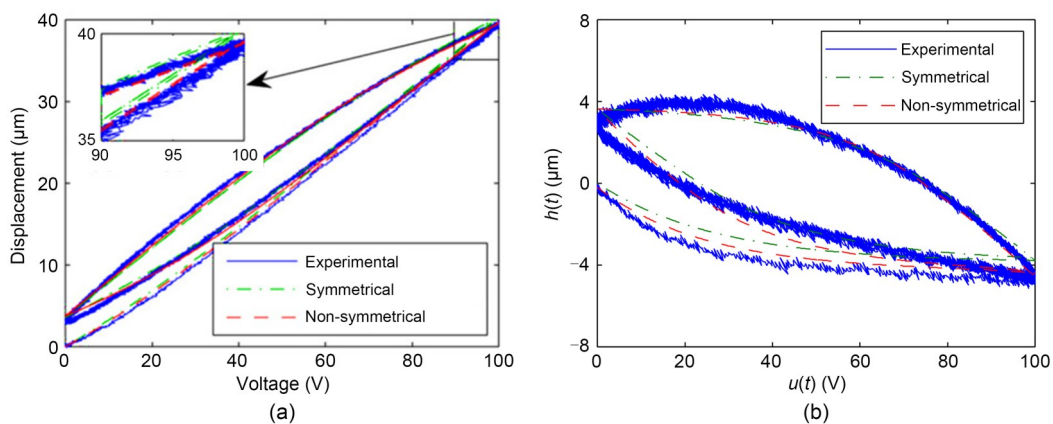 40
30
20
10
0
0 20 40 60 80 100
Displacement (μm)
Voltage (V)
40
35
90 95 100
Experimental
Symmetrical
Non-symmetrical
(a)
8
4
0
−4
−8
0 20 40 60 80 100
h(t) (μm)
u(t) (V)
Experimental
Symmetrical
Non-symmetrical
(b)